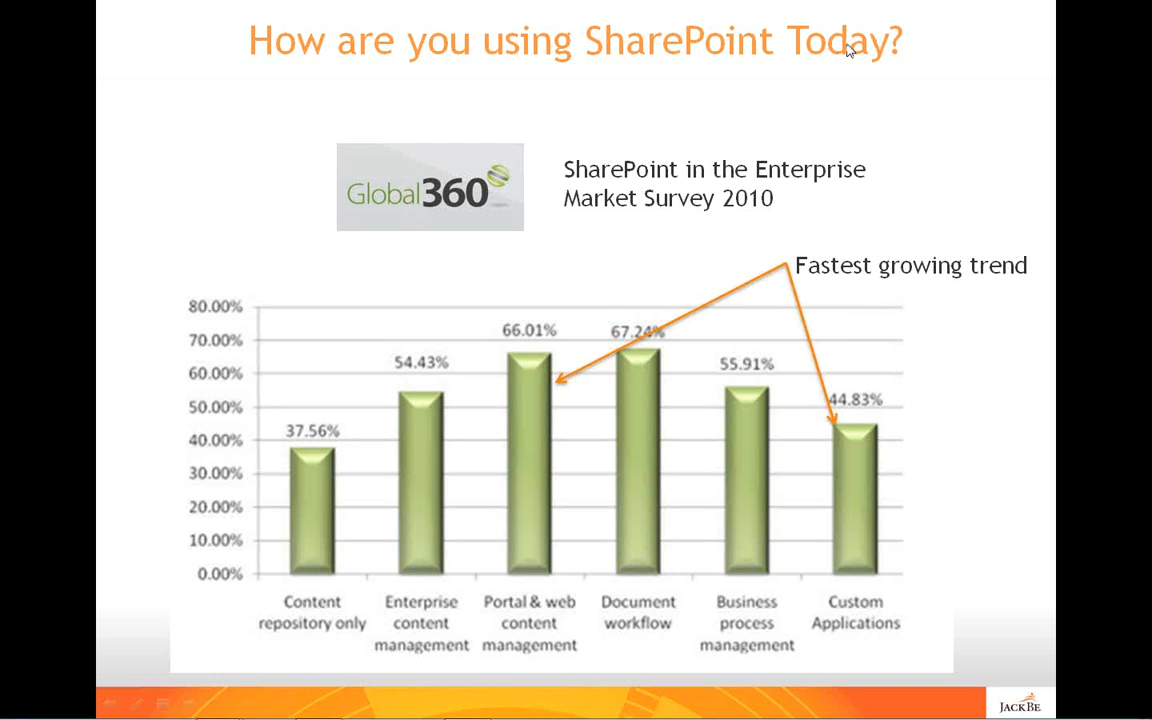 How are you using SharePoint Today?
Global360
SharePoint in the Enterprise
Market Survey 2010
Fastest growing trend
80.00%
70.00%
60.00%
50.00%
40.00%
30.00%
20.00%
10.00%
0.00%
37.56%
54.43%
66.01%
67.24%
55.91%
44.83%
Content
repository only
Enterprise
content
management
Portal & web
content
management
Document
workflow
Business
process
management
Custom
Applications
JACKBE